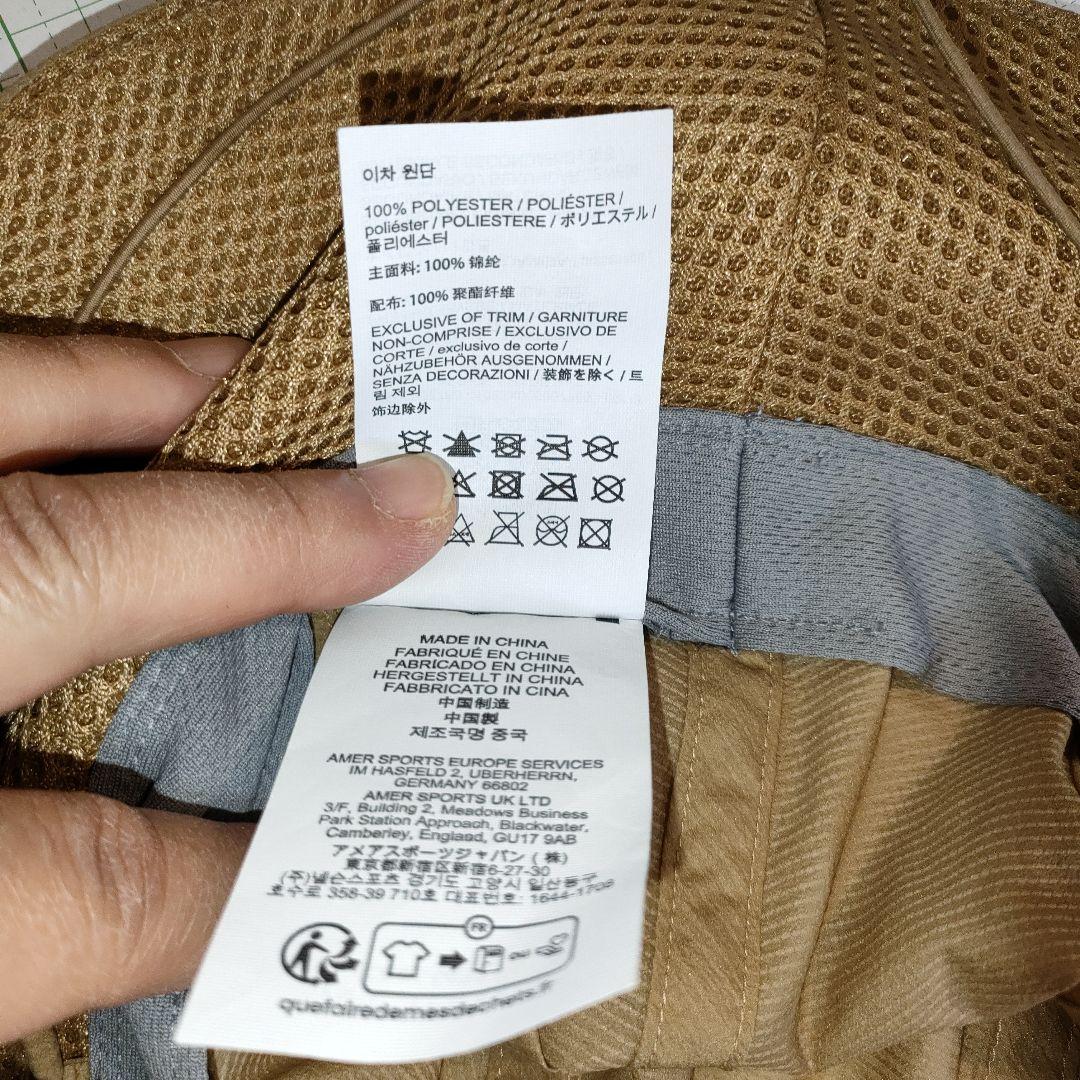 이차 원단
100% POLYESTER / POLIÉSTER /
poliéster / POLIESTERE / ポリエステル /
폴리에스터
主面料: 100% 锦纶
配布: 100% 聚酯纤维
EXCLUSIVE OF TRIM / GARNITURE
NON-COMPRISE / EXCLUSIVO DE
CORTE / exclusivo de corte /
NÄHZUBEHÖR AUSGENOMMEN /
SENZA DECORAZIONI / 装飾を除く / 트
림 제외
饰边除外
MADE IN CHINA
FABRIQUÉ EN CHINE
FABRÍCADO EN CHINA
HERGESTELLT IN CHINA
FABBRICATO IN CINA
中国制造
中国製
제조국명 중국
AMER SPORTS EUROPE SERVICES
IM HASFELD 2, UBERHERRN,
GERMANY 66802
AMER SPORTS UK LTD
3/F, Building 2, Meadows Business
Park Station Approach, Blackwater,
Camberley, England, GU17 9AB
アメアスポーツジャパン (株)
東京都新宿区新宿6-27-30
(주)넬슨스포츠 경기도 고양시 일산동구
호수로 358-39 710호 대표번호: 1644-1709
FR
ou
quefairedemesdechets.fr